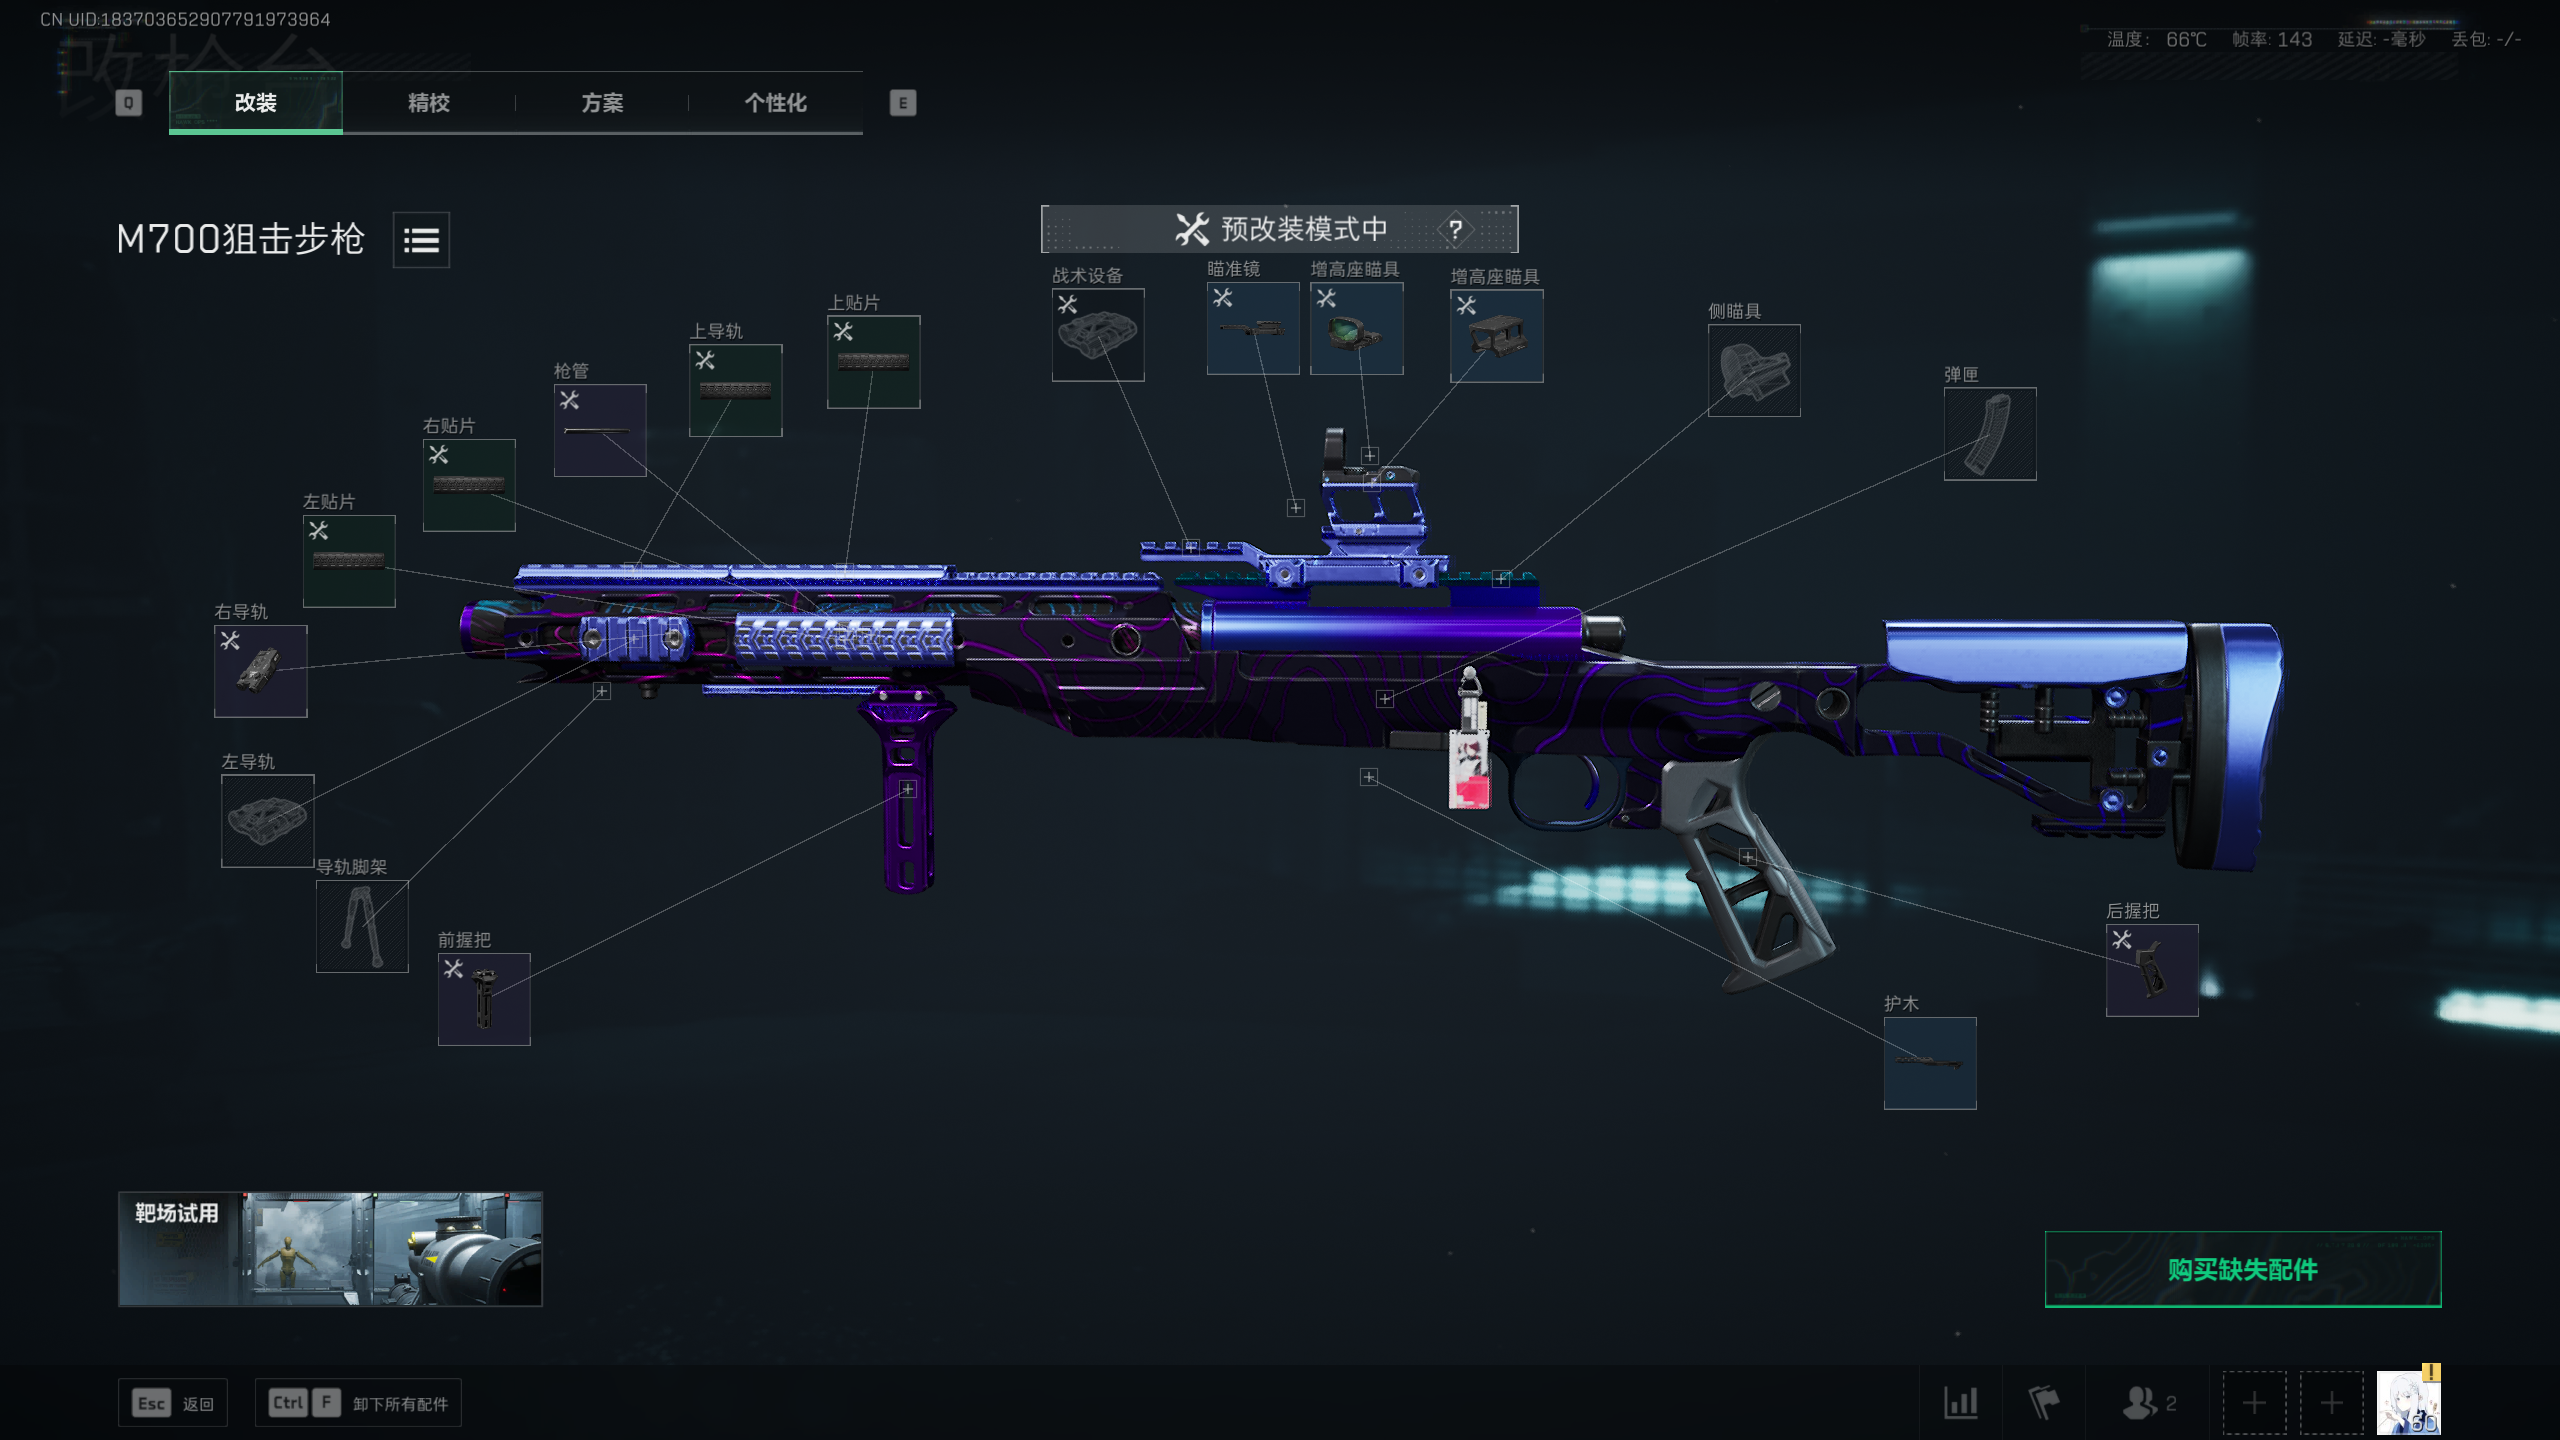 CN UID:183703652907791973964
改枪台
温度: 66℃ 帧率: 143 延迟: -毫秒 丢包: -/-
Q 改装 精校 方案 个性化 E
M700狙击步枪
预改装模式中 ?
战术设备
瞄准镜
增高座瞄具
增高座瞄具
侧瞄具
弹匣
上贴片
上导轨
枪管
右贴片
左贴片
右导轨
左导轨
导轨脚架
前握把
后握把
护木
靶场试用
购买缺失配件
Esc 返回
Ctrl F 卸下所有配件
2
60